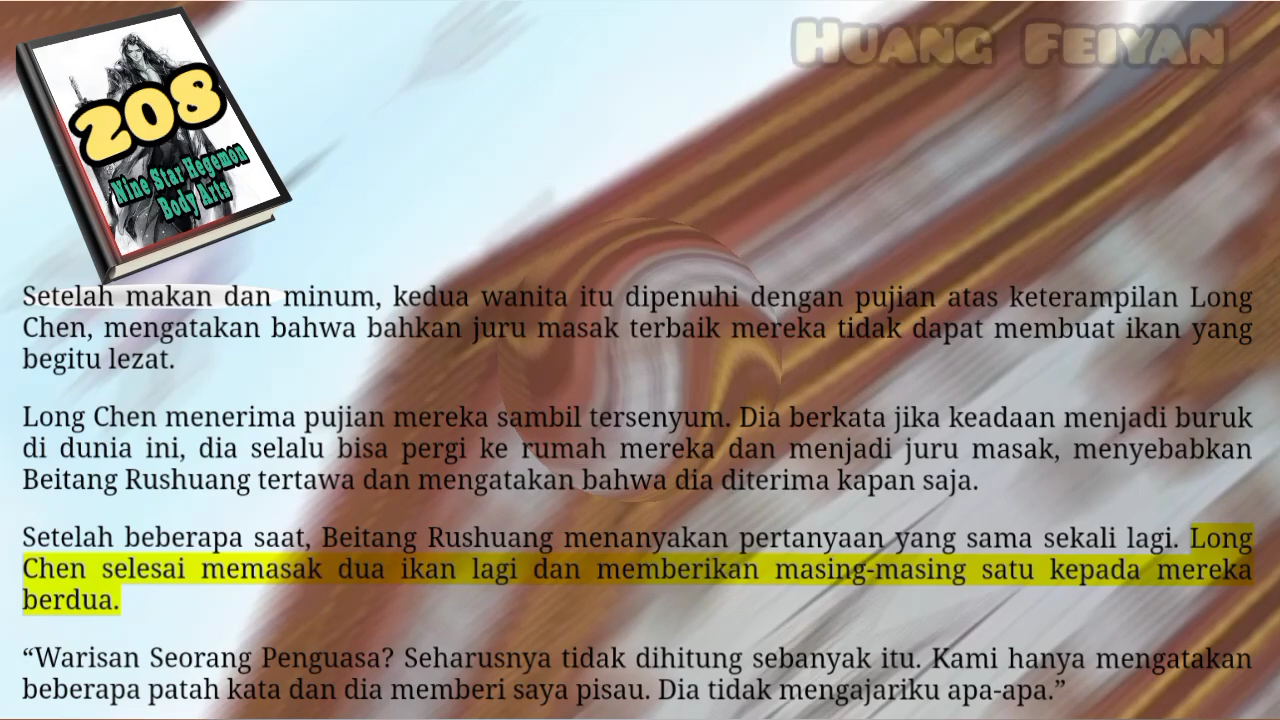 Huang Feiyan
208
Nine Star Hegemon
Body Arts
Setelah makan dan minum, kedua wanita itu dipenuhi dengan pujian atas keterampilan Long
Chen, mengatakan bahwa bahkan juru masak terbaik mereka tidak dapat membuat ikan yang
begitu lezat.
Long Chen menerima pujian mereka sambil tersenyum. Dia berkata jika keadaan menjadi buruk
di dunia ini, dia selalu bisa pergi ke rumah mereka dan menjadi juru masak, menyebabkan
Beitang Rushuang tertawa dan mengatakan bahwa dia diterima kapan saja.
Setelah beberapa saat, Beitang Rushuang menanyakan pertanyaan yang sama sekali lagi. Long
Chen selesai memasak dua ikan lagi dan memberikan masing-masing satu kepada mereka
berdua.
“Warisan Seorang Penguasa? Seharusnya tidak dihitung sebanyak itu. Kami hanya mengatakan
beberapa patah kata dan dia memberi saya pisau. Dia tidak mengajariku apa-apa.”